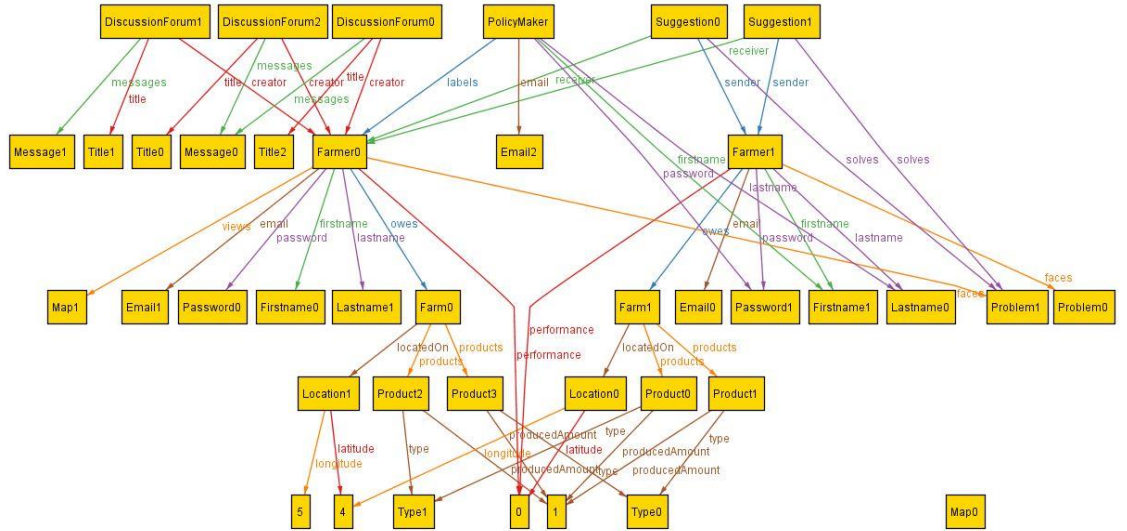 DiscussionForum1 DiscussionForum2 DiscussionForum0 PolicyMaker Suggestion0 Suggestion1
receiver
messages
messages title creator creator title creator labels email receiver sender sender
title messages
Message1 Title1 Title0 Message0 Title2 Farmer0 Email2 Farmer1
firstname solves solves
password
lastname
views email firstname owes email firstname
password lastname owes password lastname
faces faces
Map1 Email1 Password0 Firstname0 Lastname1 Farm0 Farm1 Email0 Password1 Firstname1 Lastname0 Problem1 Problem0
performance
locatedOn products performance locatedOn products
products products
Location1 Product2 Product3 Location0 Product0 Product1
latitude type producedAmount latitude type type
longitude longitude producedAmount producedAmount
producedAmount type
5 4 Type1 0 1 Type0 Map0